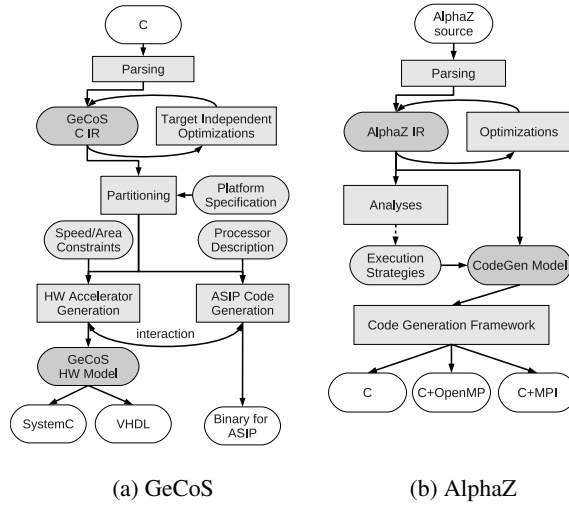 C
Parsing
GeCoS
C IR
Target Independent
Optimizations
Partitioning
Platform
Specification
Speed/Area
Constraints
Processor
Description
HW Accelerator
Generation
ASIP Code
Generation
interaction
GeCoS
HW Model
SystemC
VHDL
Binary for
ASIP
(a) GeCoS
AlphaZ
source
Parsing
AlphaZ IR
Optimizations
Analyses
Execution
Strategies
CodeGen Model
Code Generation Framework
C
C+OpenMP
C+MPI
(b) AlphaZ